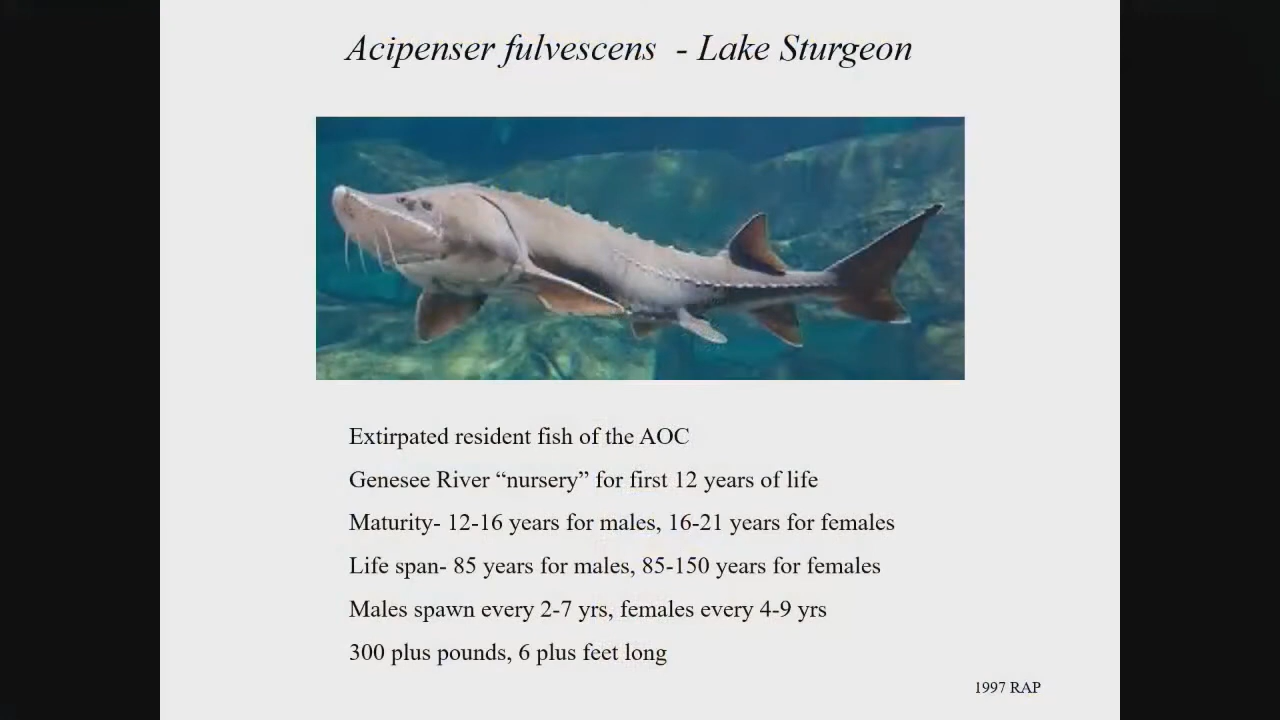 Acipenser fulvescens - Lake Sturgeon
Extirpated resident fish of the AOC
Genesee River “nursery” for first 12 years of life
Maturity- 12-16 years for males, 16-21 years for females
Life span- 85 years for males, 85-150 years for females
Males spawn every 2-7 yrs, females every 4-9 yrs
300 plus pounds, 6 plus feet long
1997 RAP